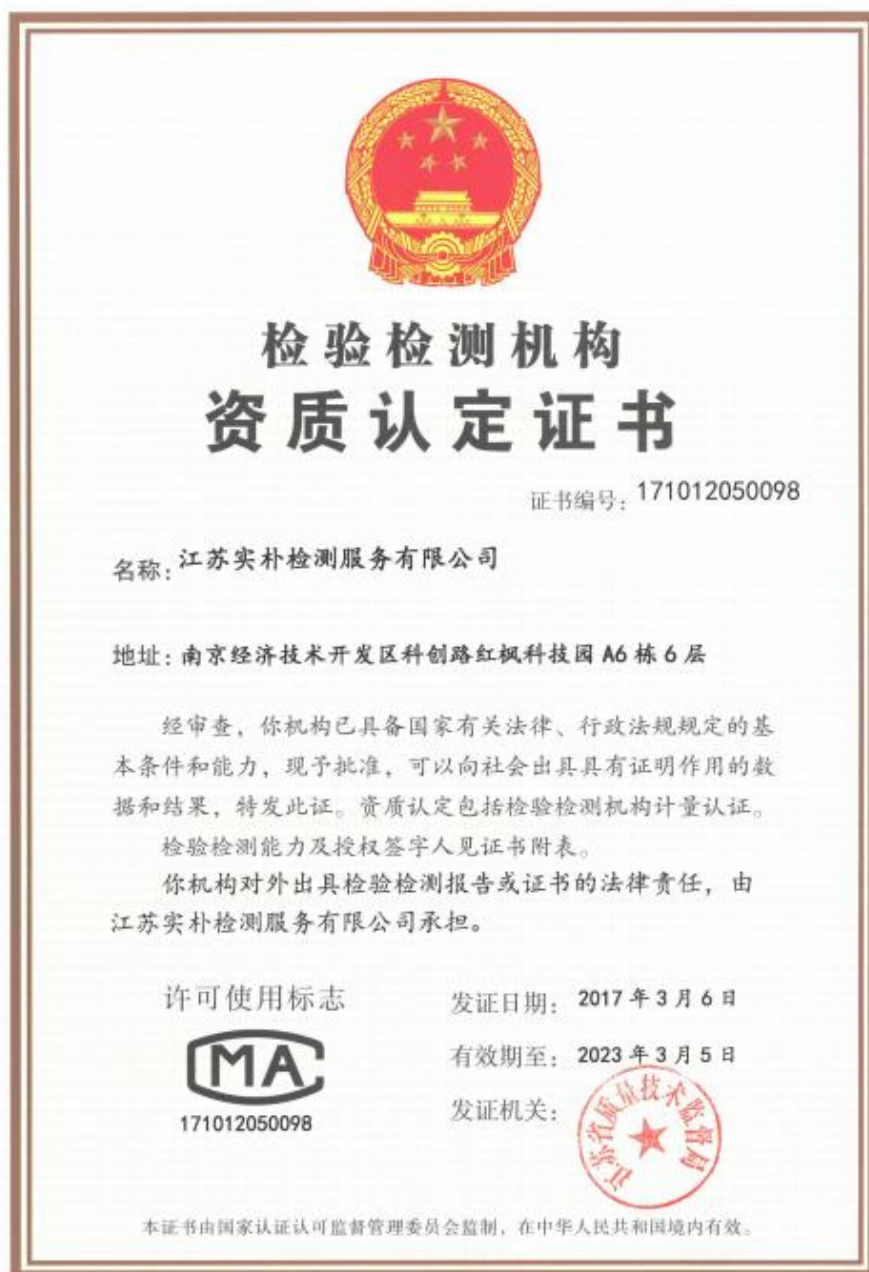 检验检测机构
资质认定证书
证书编号：171012050098
名称：江苏实朴检测服务有限公司
地址：南京经济技术开发区科创路红枫科技园 A6 栋 6 层
经审查，你机构已具备国家有关法律、行政法规规定的基
本条件和能力，现予批准，可以向社会出具具有证明作用的数
据和结果，特发此证。资质认定包括检验检测机构计量认证。
检验检测能力及授权签字人见证书附表。
你机构对外出具检验检测报告或证书的法律责任，由
江苏实朴检测服务有限公司承担。
许可使用标志
MA
171012050098
发证日期：2017 年 3 月 6 日
有效期至：2023 年 3 月 5 日
发证机关：
江苏省质量技术监督局
本证书由国家认证认可监督管理委员会监制，在中华人民共和国境内有效。